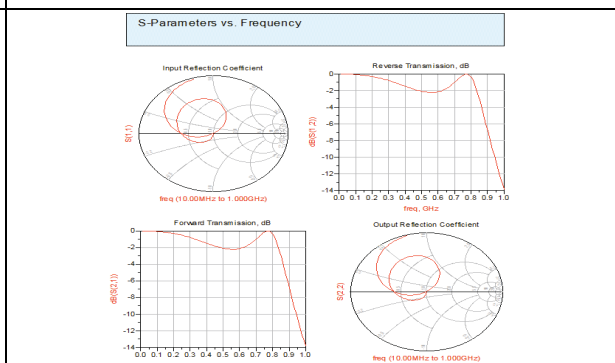 S-Parameters vs. Frequency
Input Reflection Coefficient
S(1,1)
freq (10.00MHz to 1.000GHz)
Reverse Transmission, dB
dB(S(1,2))
0
-2
-4
-6
-8
-10
-12
-14
0.0 0.1 0.2 0.3 0.4 0.5 0.6 0.7 0.8 0.9 1.0
freq, GHz
Forward Transmission, dB
dB(S(2,1))
0
-2
-4
-6
-8
-10
-12
-14
0.0 0.1 0.2 0.3 0.4 0.5 0.6 0.7 0.8 0.9 1.0
Output Reflection Coefficient
S(2,2)
freq (10.00MHz to 1.000GHz)